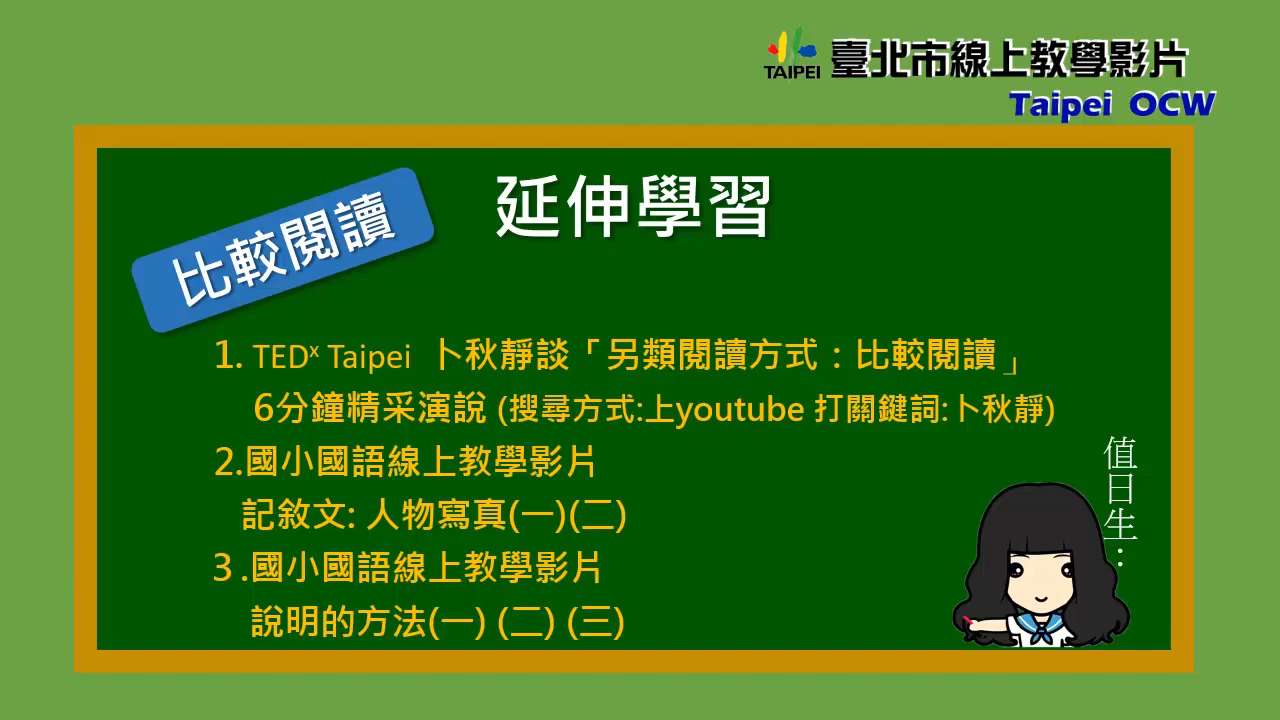 TAIPEI 臺北市線上教學影片
Taipei OCW
比較閱讀
延伸學習
1. TEDx Taipei 卜秋靜談「另類閱讀方式：比較閱讀」
6分鐘精采演說 (搜尋方式:上youtube 打關鍵詞:卜秋靜)
2.國小國語線上教學影片
記敘文: 人物寫真(一)(二)
3.國小國語線上教學影片
說明的方法(一) (二) (三)
值日生：